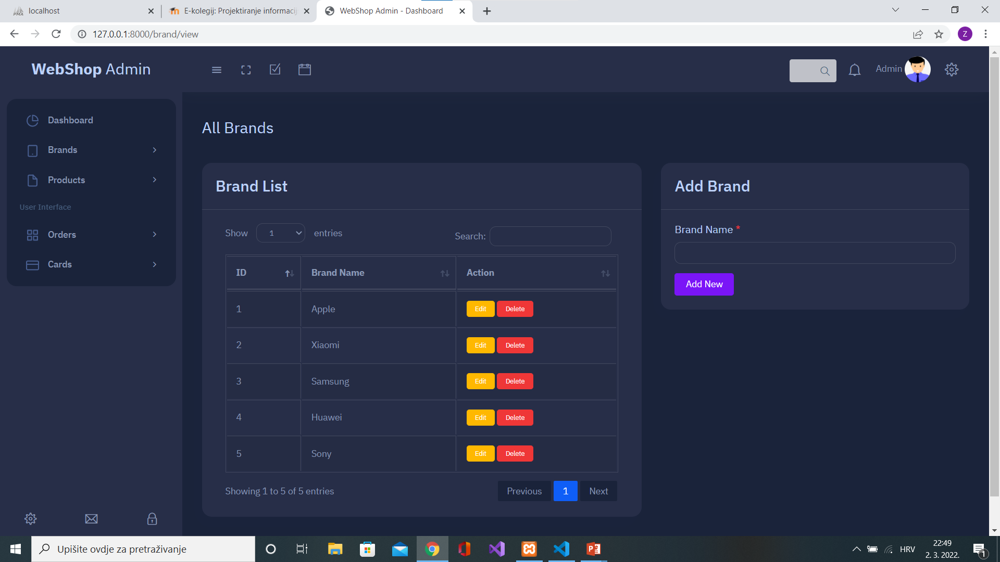 localhost
E-kolegij: Projektiranje informacij
WebShop Admin - Dashboard
127.0.0.1:8000/brand/view
Z
WebShop Admin
Admin
Dashboard
Brands
Products
User Interface
Orders
Cards
All Brands
Brand List
Show 1 entries
Search:
ID Brand Name Action
1 Apple Edit Delete
2 Xiaomi Edit Delete
3 Samsung Edit Delete
4 Huawei Edit Delete
5 Sony Edit Delete
Showing 1 to 5 of 5 entries
Previous 1 Next
Add Brand
Brand Name *
Add New
Upišite ovdje za pretraživanje
HRV
22:49
2. 3. 2022.
1